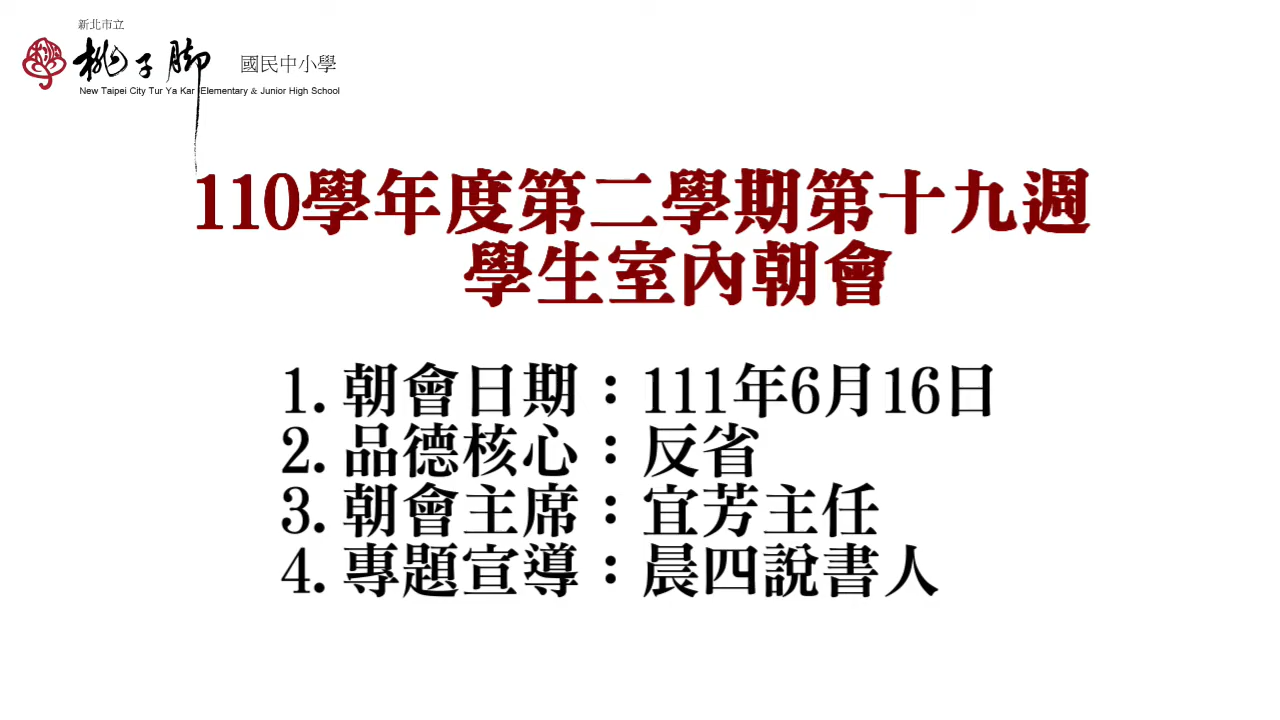 新北市立
桃子腳 國民中小學
New Taipei City Tur Ya Kar Elementary & Junior High School
110學年度第二學期第十九週
學生室內朝會
1. 朝會日期：111年6月16日
2. 品德核心：反省
3. 朝會主席：宜芳主任
4. 專題宣導：晨四說書人